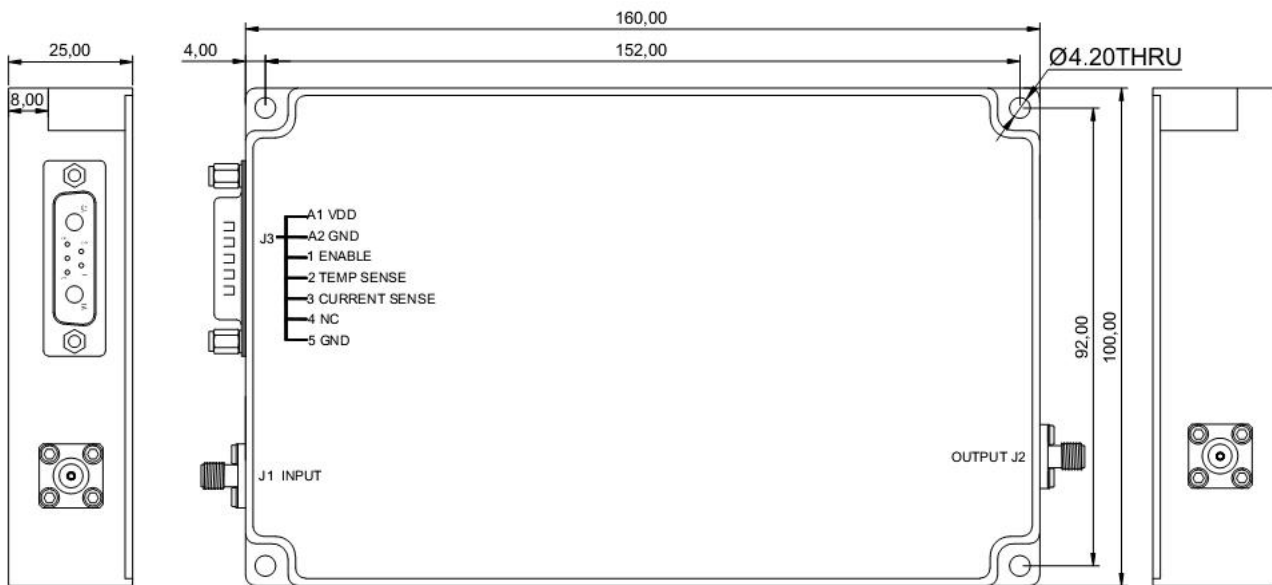 160,00
25,00
4,00
152,00
Ø4.20THRU
8,00
A1 VDD
J3
A2 GND
1 ENABLE
2 TEMP SENSE
3 CURRENT SENSE
4 NC
5 GND
92,00
100,00
OUTPUT J2
J1 INPUT